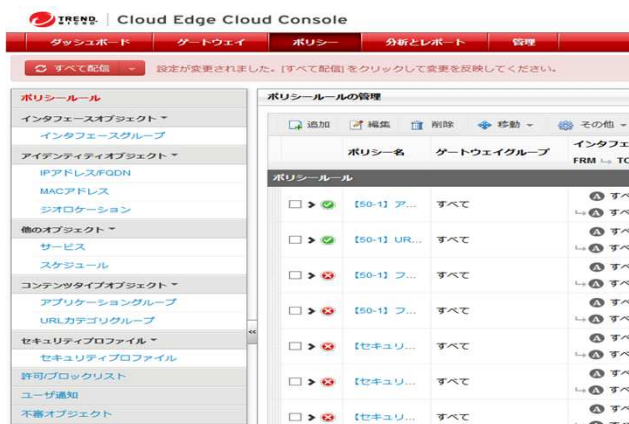 TREND MICRO | Cloud Edge Cloud Console
ダッシュボード ゲートウェイ ポリシー 分析とレポート 管理
すべて配信 設定が変更されました。[すべて配信]をクリックして変更を反映してください。
ポリシールール
インタフェースオブジェクト
インタフェースグループ
アイデンティティオブジェクト
IPアドレス/FQDN
MACアドレス
ジオロケーション
他のオブジェクト
サービス
スケジュール
コンテンツタイプオブジェクト
アプリケーショングループ
URLカテゴリグループ
セキュリティプロファイル
セキュリティプロファイル
許可/ブロックリスト
ユーザ通知
不審オブジェクト
ポリシールールの管理
追加 編集 削除 移動 その他
ポリシー名 ゲートウェイグループ インタフェ
FRM TO
ポリシールール
【50-1】ア... すべて A すべ
A すべ
【50-1】UR... すべて A すべ
A すべ
【50-1】フ... すべて A すべ
A すべ
【50-1】フ... すべて A すべ
A すべ
【セキュリ... すべて A すべ
A すべ
【セキュリ... すべて A すべ
A すべ
【セキュリ... すべて A すべ